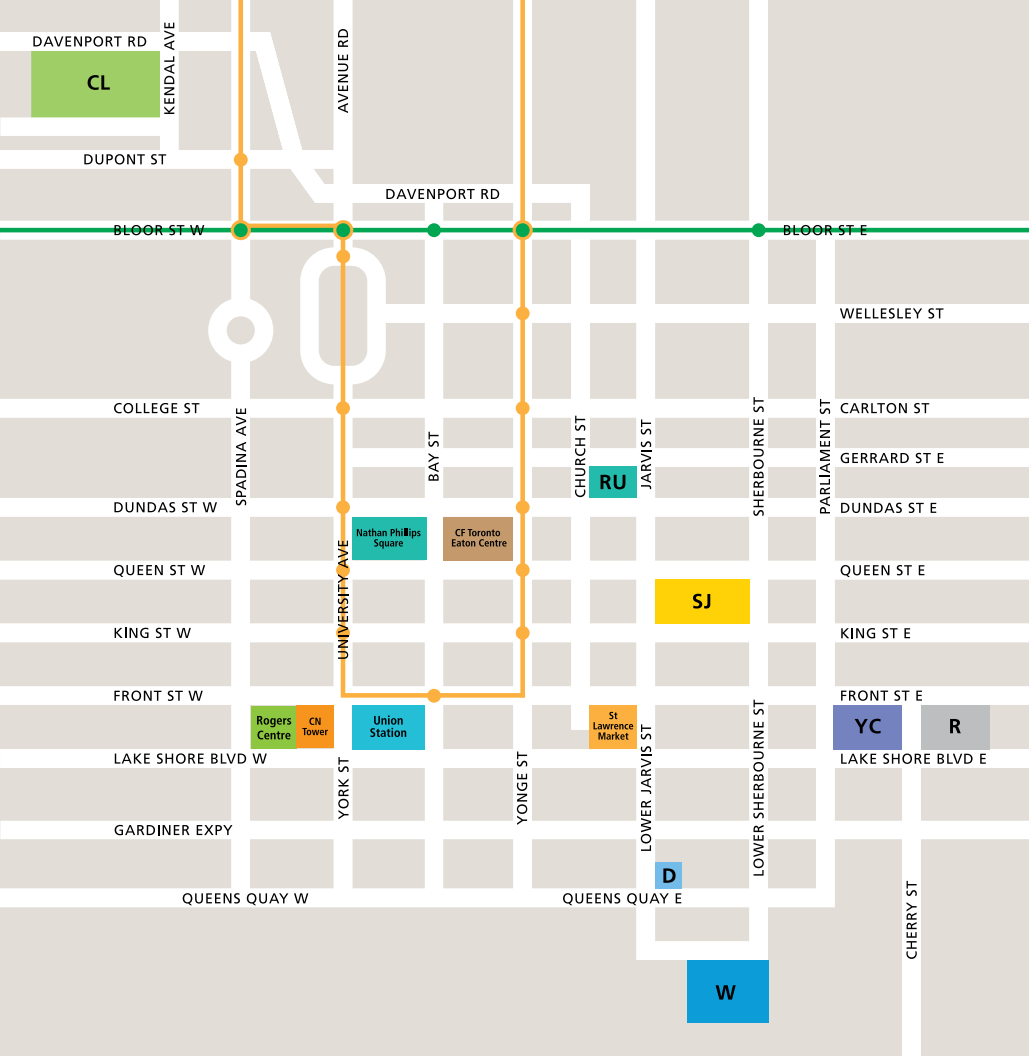 DAVENPORT RD
KENDAL AVE
AVENUE RD
CL
DUPONT ST
DAVENPORT RD
BLOOR ST W
BLOOR ST E
WELLESLEY ST
COLLEGE ST
CARLTON ST
SPADINA AVE
BAY ST
CHURCH ST
JARVIS ST
SHERBOURNE ST
PARLIAMENT ST
GERRARD ST E
RU
DUNDAS ST W
DUNDAS ST E
Nathan Phillips
Square
CF Toronto
Eaton Centre
UNIVERSITY AVE
QUEEN ST W
QUEEN ST E
SJ
KING ST W
KING ST E
FRONT ST W
FRONT ST E
Rogers
Centre
CN
Tower
Union
Station
St
Lawrence
Market
YC
R
LAKE SHORE BLVD W
LAKE SHORE BLVD E
YORK ST
YONGE ST
LOWER JARVIS ST
LOWER SHERBOURNE ST
GARDINER EXPY
D
QUEENS QUAY W
QUEENS QUAY E
CHERRY ST
W